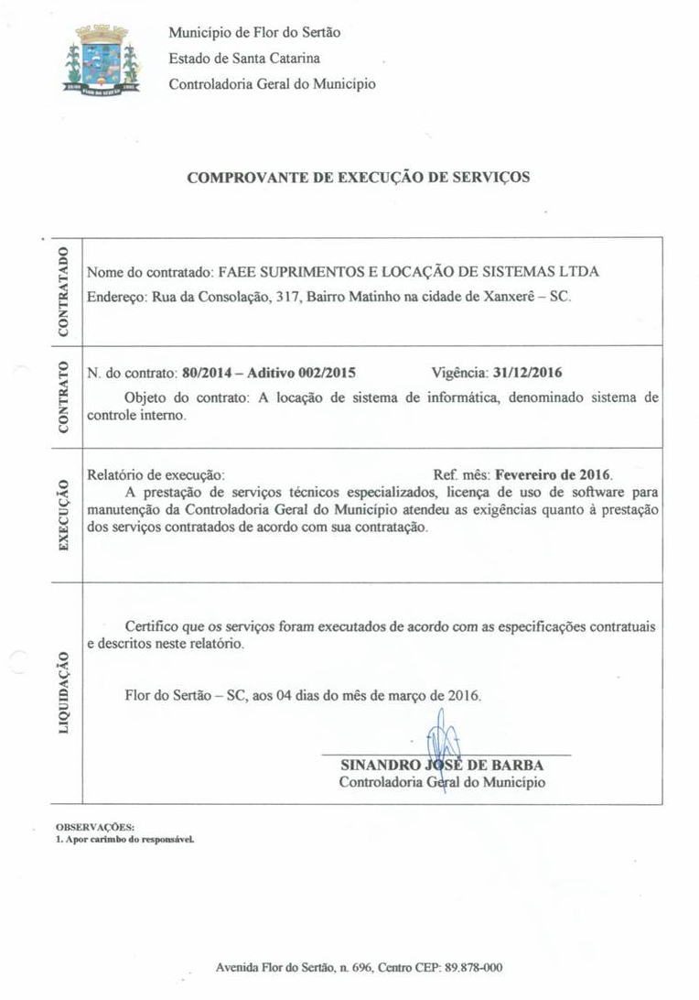 Município de Flor do Sertão
Estado de Santa Catarina
Controladoria Geral do Município
FLOR DO SERTÃO
COMPROVANTE DE EXECUÇÃO DE SERVIÇOS
CONTRATADO
Nome do contratado: FAEE SUPRIMENTOS E LOCAÇÃO DE SISTEMAS LTDA
Endereço: Rua da Consolação, 317, Bairro Matinho na cidade de Xanxerê – SC.
CONTRATO
N. do contrato: 80/2014 – Aditivo 002/2015 Vigência: 31/12/2016
Objeto do contrato: A locação de sistema de informática, denominado sistema de
controle interno.
EXECUÇÃO
Relatório de execução: Ref. mês: Fevereiro de 2016.
A prestação de serviços técnicos especializados, licença de uso de software para
manutenção da Controladoria Geral do Município atendeu as exigências quanto à prestação
dos serviços contratados de acordo com sua contratação.
LIQUIDAÇÃO
Certifico que os serviços foram executados de acordo com as especificações contratuais
e descritos neste relatório.
Flor do Sertão – SC, aos 04 dias do mês de março de 2016.
SINANDRO JOSÉ DE BARBA
Controladoria Geral do Município
OBSERVAÇÕES:
1. Apor carimbo do responsável.
Avenida Flor do Sertão, n. 696, Centro CEP: 89.878-000